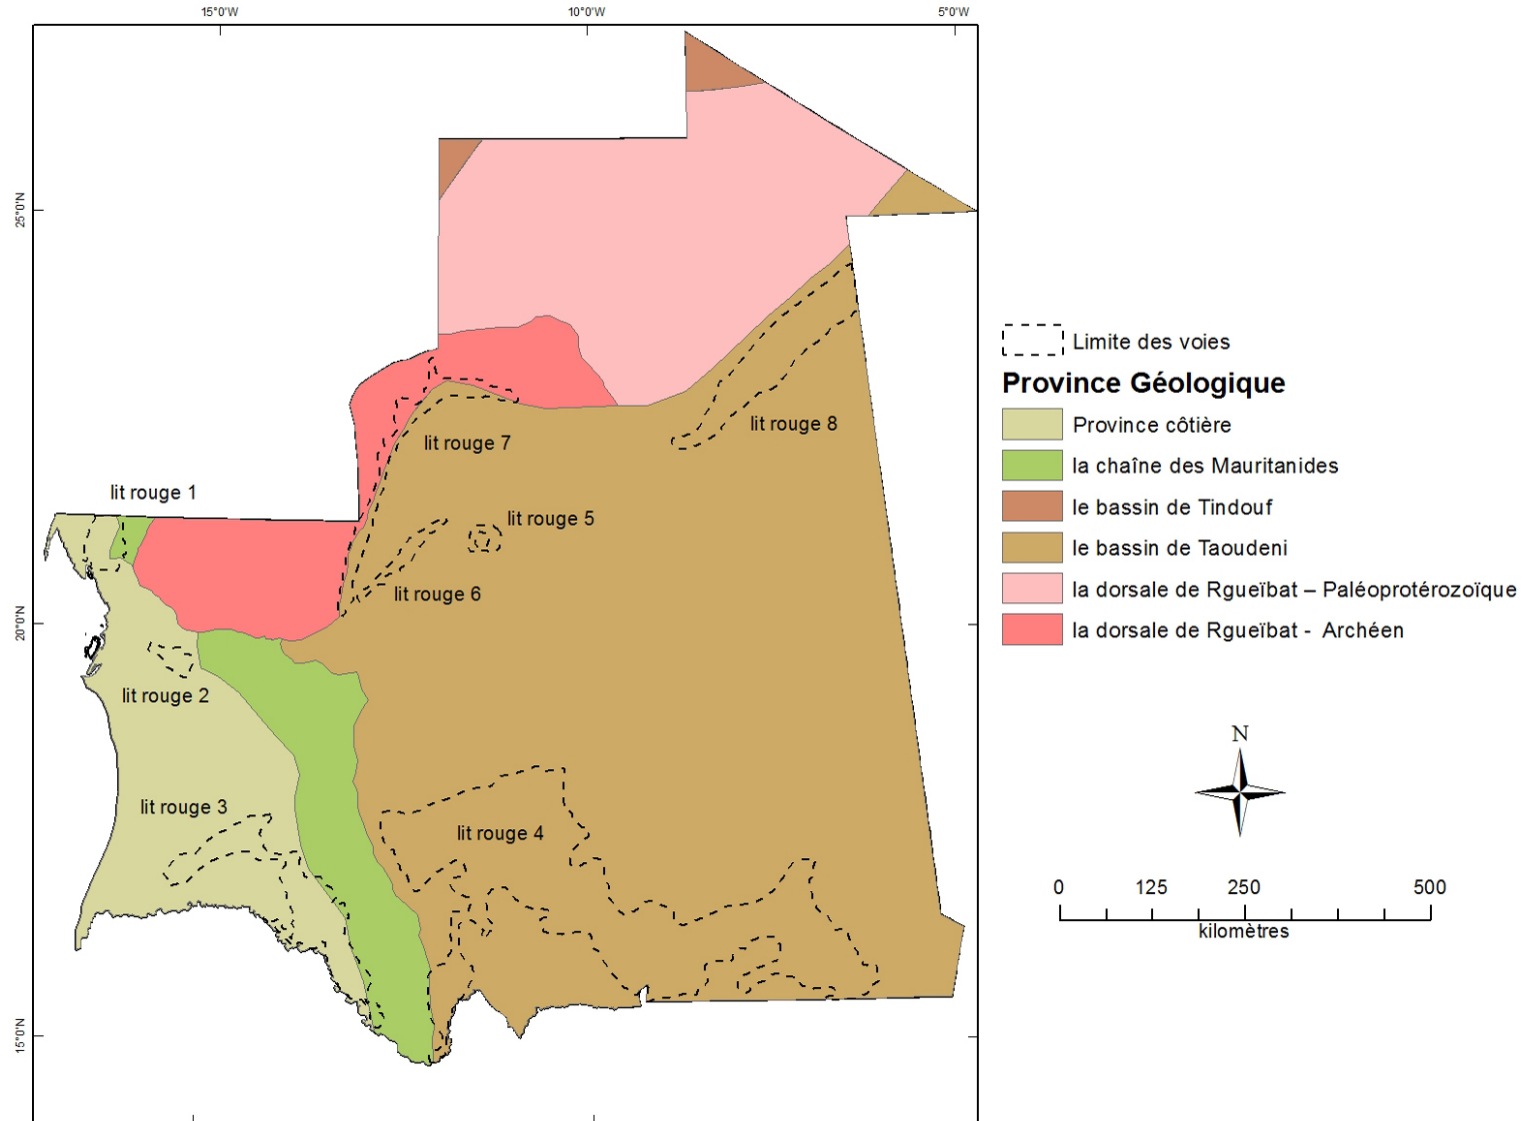 15°0'W
10°0'W
5°0'W
25°0'N
20°0'N
15°0'N
lit rouge 1
lit rouge 2
lit rouge 3
lit rouge 4
lit rouge 5
lit rouge 6
lit rouge 7
lit rouge 8
Limite des voies
Province Géologique
Province côtière
la chaîne des Mauritanides
le bassin de Tindouf
le bassin de Taoudeni
la dorsale de Rgueïbat – Paléoprotérozoïque
la dorsale de Rgueïbat - Archéen
N
0 125 250 500
kilomètres